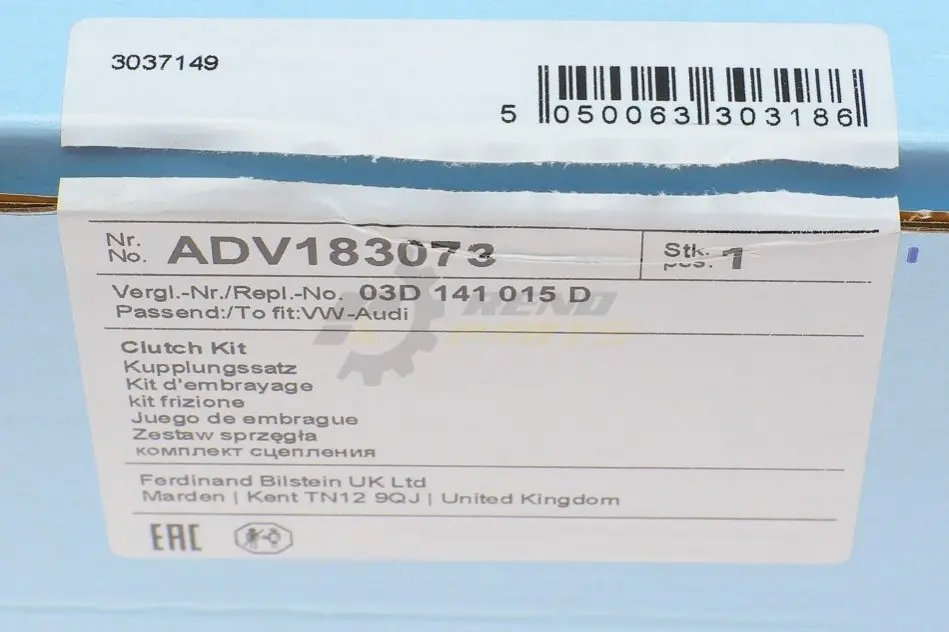 3037149
5 050063 303186
Nr.
No. ADV183073
Stk.
pcs. 1
Vergl.-Nr./Repl.-No. 03D 141 015 D
Passend:/To fit:VW-Audi
Clutch Kit
Kupplungssatz
Kit d'embrayage
kit frizione
Juego de embrague
Zestaw sprzęgła
комплект сцепления
Ferdinand Bilstein UK Ltd
Marden | Kent TN12 9QJ | United Kingdom
EAC